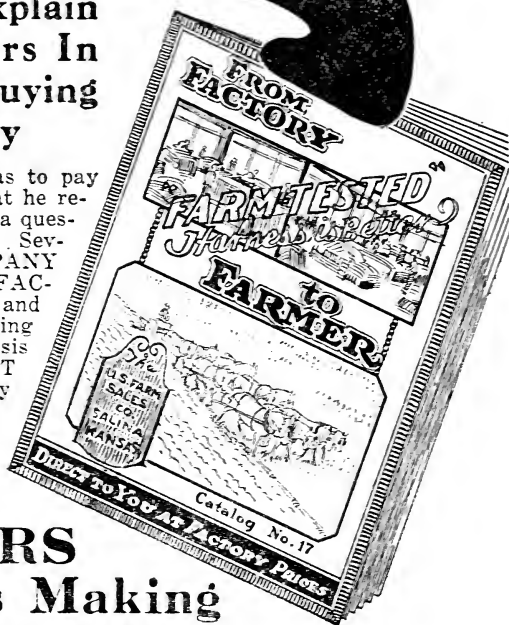 xplain
rs In
uying
y
as to pay
at he re-
a ques-
Sev-
PANY
FAC-
and
ing
sis
T
y
RS
s Making
FROM
FACTORY
FARM-TESTED
Harness is Better
to
FARMER
The
U.S. FARM
SALES
CO.
SALINA
KANSAS
Catalog No. 17
DIRECT TO YOU AT FACTORY PRICES